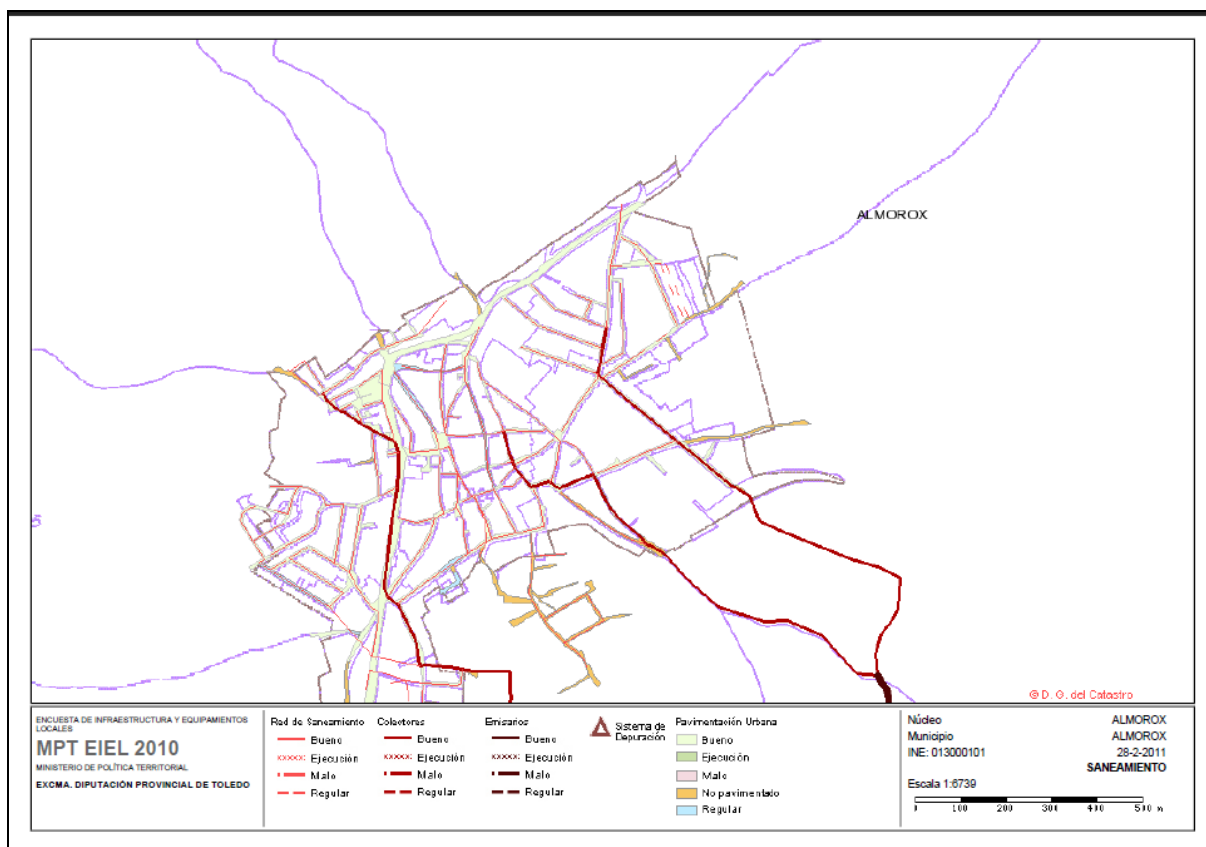 ALMOROX
© D. G. del Catastro
ENCUESTA DE INFRAESTRUCTURA Y EQUIPAMIENTOS
LOCALES
MPT EIEL 2010
MINISTERIO DE POLÍTICA TERRITORIAL
EXCMA. DIPUTACIÓN PROVINCIAL DE TOLEDO
Red de Saneamiento
Bueno
Ejecución
Malo
Regular
Colectores
Bueno
Ejecución
Malo
Regular
Emisarios
Bueno
Ejecución
Malo
Regular
Sistema de
Depuración
Pavimentación Urbana
Bueno
Ejecución
Malo
No pavimentado
Regular
Núdeo ALMOROX
Municipio ALMOROX
INE: 013000101 28-2-2011
SANEAMIENTO
Escala 1:6739
0 100 200 300 400 500 m